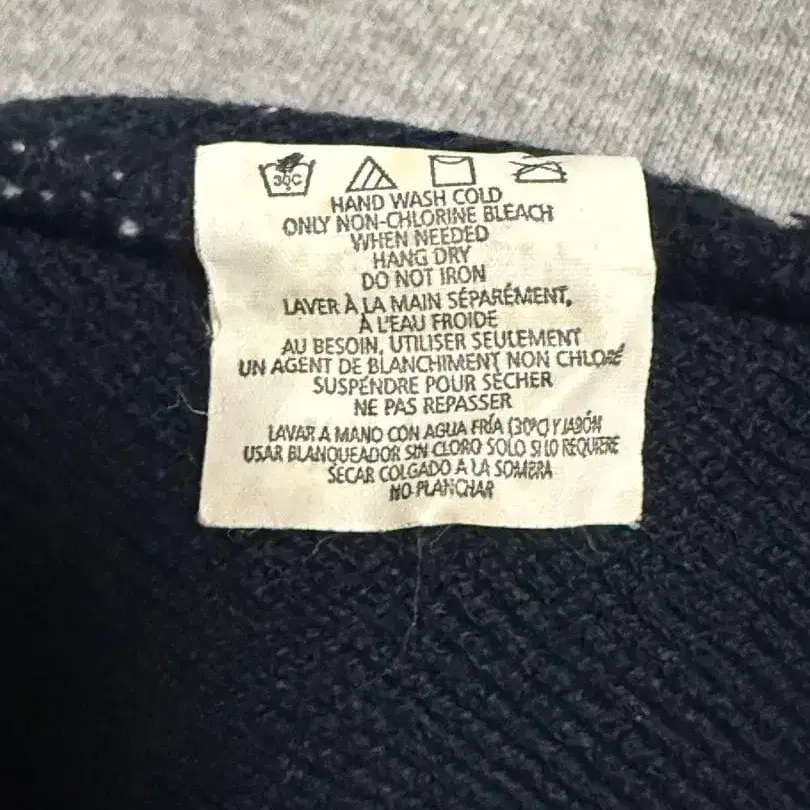 30C
HAND WASH COLD
ONLY NON-CHLORINE BLEACH
WHEN NEEDED
HANG DRY
DO NOT IRON
LAVER À LA MAIN SÉPARÉMENT,
À L'EAU FROIDE
AU BESOIN, UTILISER SEULEMENT
UN AGENT DE BLANCHIMENT NON CHLORÉ
SUSPENDRE POUR SÉCHER
NE PAS REPASSER
LAVAR A MANO CON AGUA FRÍA (30ºC) Y JABÓN
USAR BLANQUEADOR SIN CLORO SOLO SI LO REQUIERE
SECAR COLGADO A LA SOMBRA
NO PLANCHAR